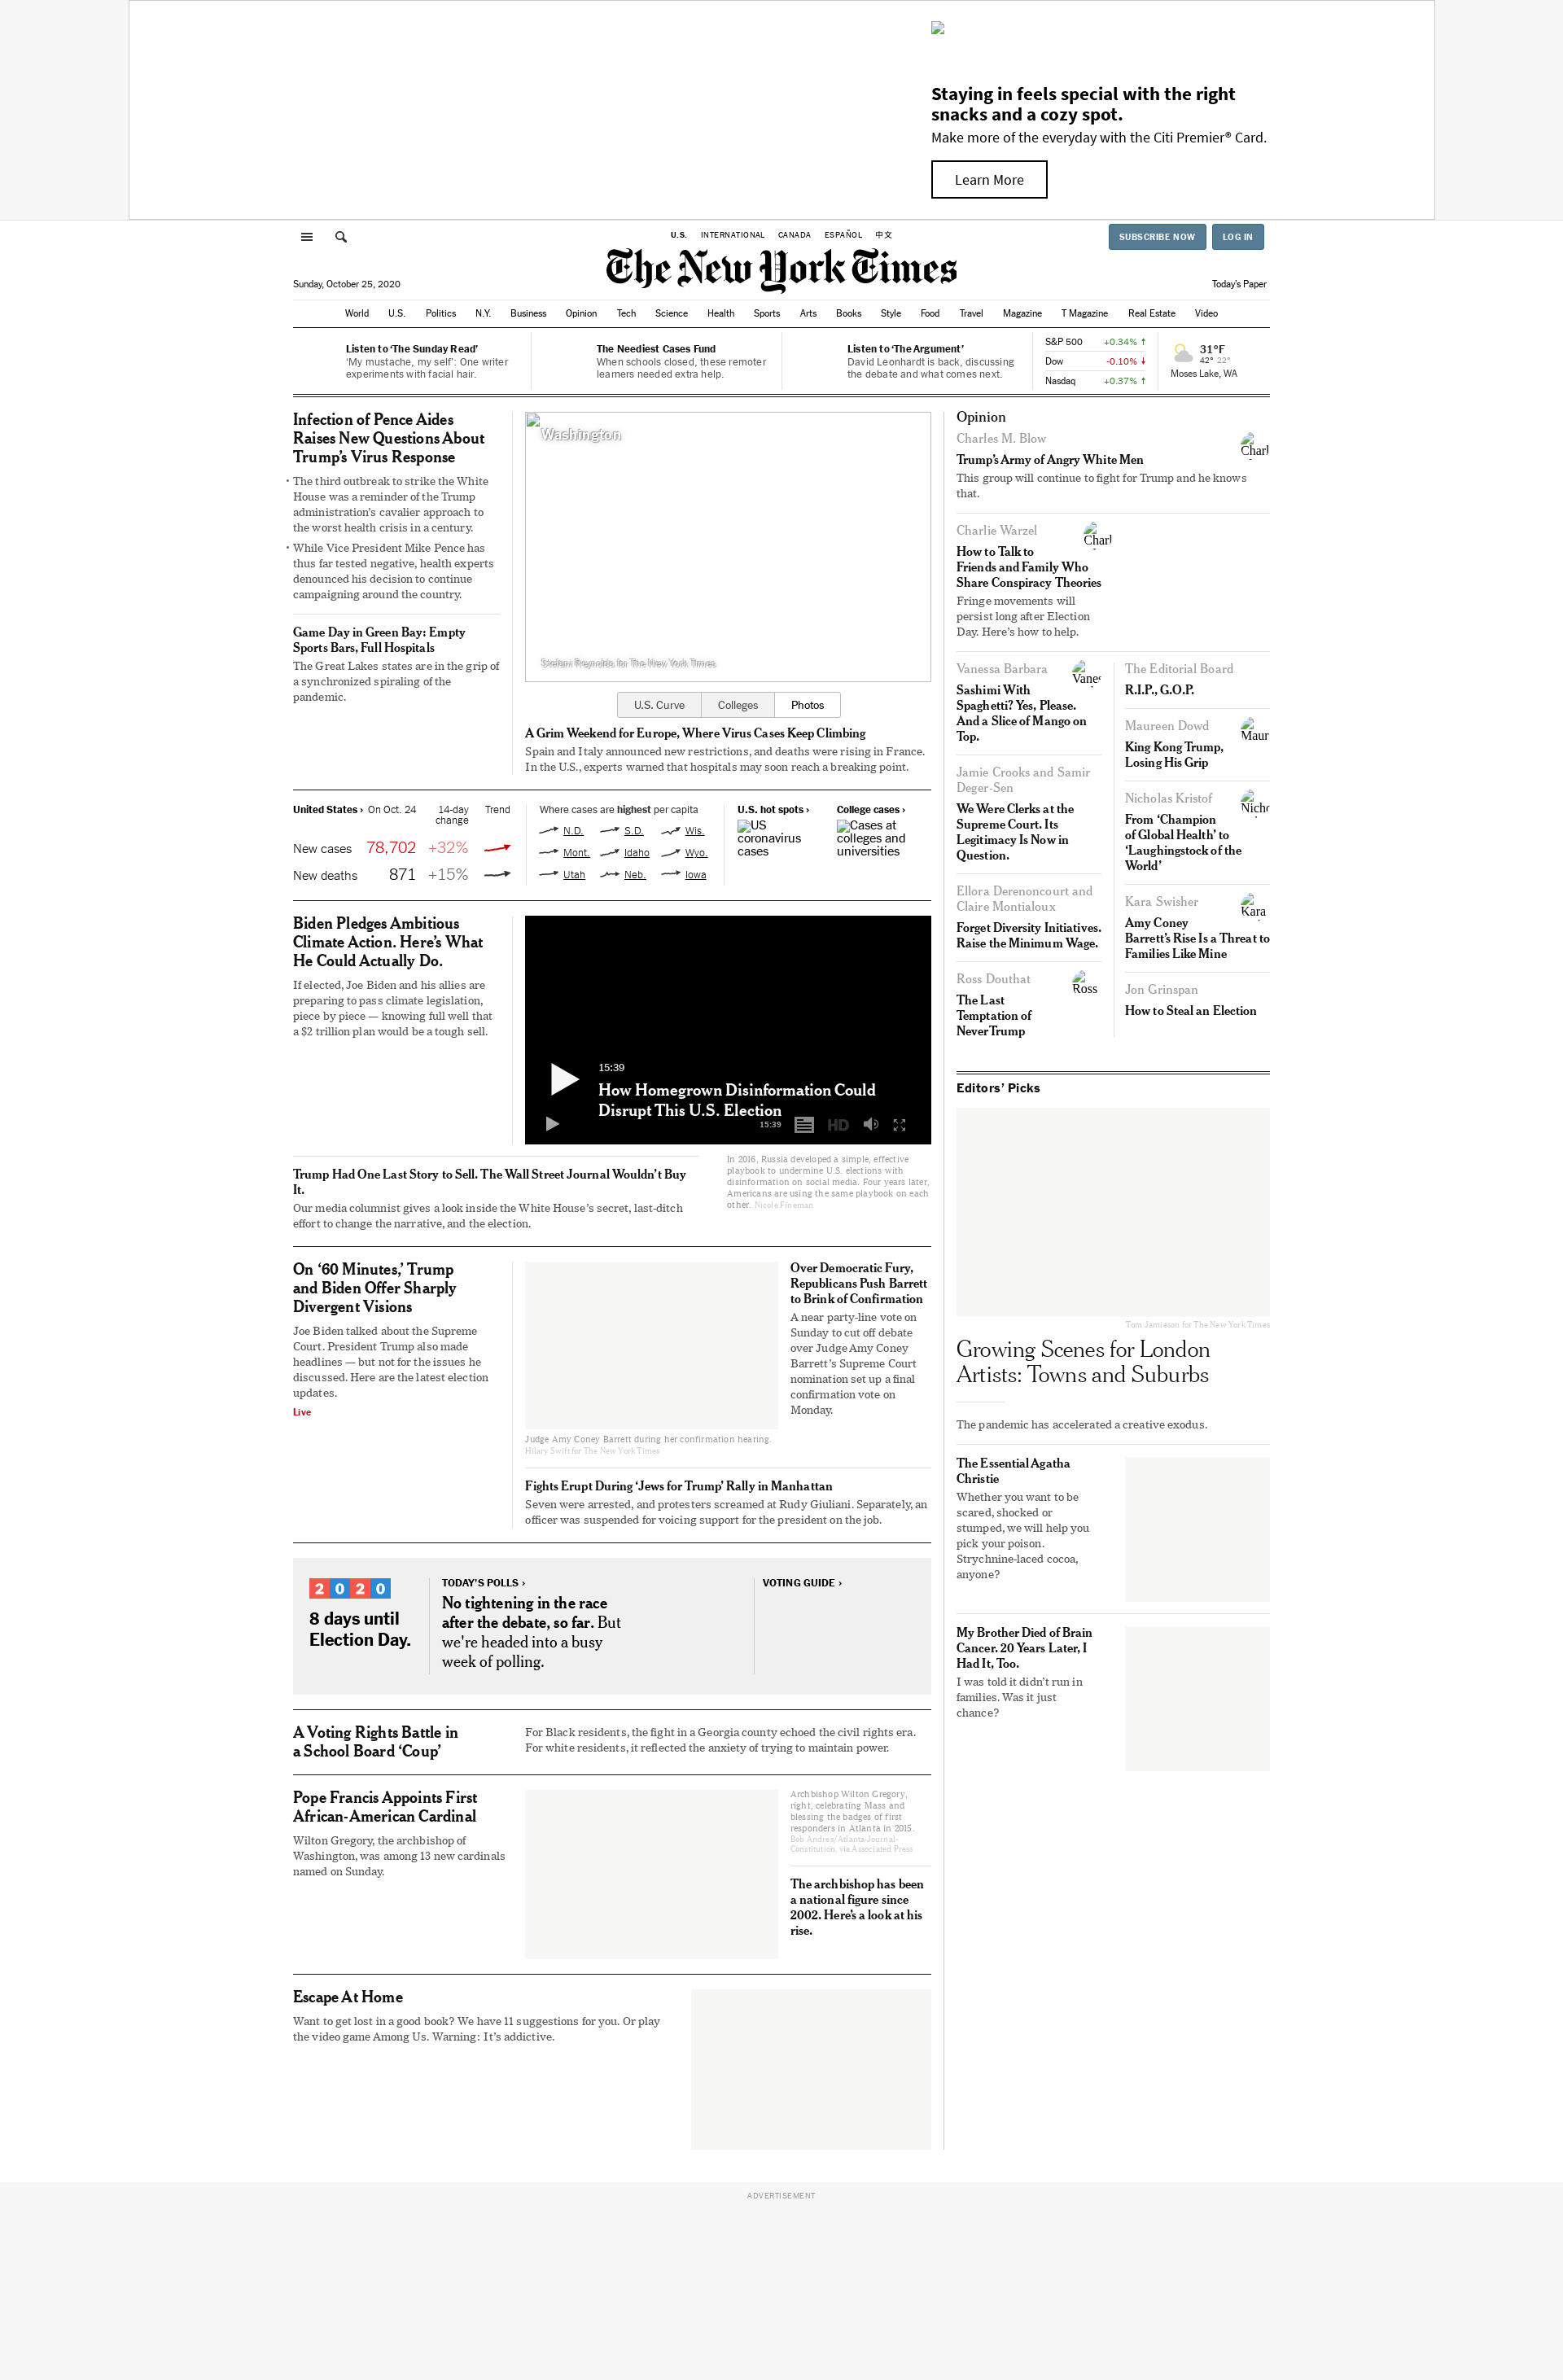 Staying in feels special with the right
snacks and a cozy spot.
Make more of the everyday with the Citi Premier® Card.
Learn More
U.S. INTERNATIONAL CANADA ESPAÑOL 中文
SUBSCRIBE NOW LOG IN
The New York Times
Sunday, October 25, 2020
Today's Paper
World U.S. Politics N.Y. Business Opinion Tech Science Health Sports Arts Books Style Food Travel Magazine T Magazine Real Estate Video
Listen to ‘The Sunday Read’
‘My mustache, my self’: One writer
experiments with facial hair.
The Neediest Cases Fund
When schools closed, these remoter
learners needed extra help.
Listen to ‘The Argument’
David Leonhardt is back, discussing
the debate and what comes next.
S&P 500 +0.34% ↑
Dow -0.10% ↓
Nasdaq +0.37% ↑
31°F
42° 22°
Moses Lake, WA
Infection of Pence Aides
Raises New Questions About
Trump’s Virus Response
• The third outbreak to strike the White
House was a reminder of the Trump
administration’s cavalier approach to
the worst health crisis in a century.
• While Vice President Mike Pence has
thus far tested negative, health experts
denounced his decision to continue
campaigning around the country.
Game Day in Green Bay: Empty
Sports Bars, Full Hospitals
The Great Lakes states are in the grip of
a synchronized spiraling of the
pandemic.
Washington
Stefani Reynolds for The New York Times
U.S. Curve Colleges Photos
A Grim Weekend for Europe, Where Virus Cases Keep Climbing
Spain and Italy announced new restrictions, and deaths were rising in France.
In the U.S., experts warned that hospitals may soon reach a breaking point.
United States › On Oct. 24 14-day Trend
change
New cases 78,702 +32%
New deaths 871 +15%
Where cases are highest per capita
N.D. S.D. Wis.
Mont. Idaho Wyo.
Utah Neb. Iowa
U.S. hot spots ›
US
coronavirus
cases
College cases ›
Cases at
colleges and
universities
Biden Pledges Ambitious
Climate Action. Here’s What
He Could Actually Do.
If elected, Joe Biden and his allies are
preparing to pass climate legislation,
piece by piece — knowing full well that
a $2 trillion plan would be a tough sell.
15:39
How Homegrown Disinformation Could
Disrupt This U.S. Election
15:39 HD
Trump Had One Last Story to Sell. The Wall Street Journal Wouldn’t Buy
It.
Our media columnist gives a look inside the White House’s secret, last-ditch
effort to change the narrative, and the election.
In 2016, Russia developed a simple, effective
playbook to undermine U.S. elections with
disinformation on social media. Four years later,
Americans are using the same playbook on each
other. Nicole Fineman
On ‘60 Minutes,’ Trump
and Biden Offer Sharply
Divergent Visions
Joe Biden talked about the Supreme
Court. President Trump also made
headlines — but not for the issues he
discussed. Here are the latest election
updates.
Live
Judge Amy Coney Barrett during her confirmation hearing.
Hilary Swift for The New York Times
Over Democratic Fury,
Republicans Push Barrett
to Brink of Confirmation
A near party-line vote on
Sunday to cut off debate
over Judge Amy Coney
Barrett’s Supreme Court
nomination set up a final
confirmation vote on
Monday.
Fights Erupt During ‘Jews for Trump’ Rally in Manhattan
Seven were arrested, and protesters screamed at Rudy Giuliani. Separately, an
officer was suspended for voicing support for the president on the job.
2020
8 days until
Election Day.
TODAY’S POLLS ›
No tightening in the race
after the debate, so far. But
we’re headed into a busy
week of polling.
VOTING GUIDE ›
A Voting Rights Battle in
a School Board ‘Coup’
For Black residents, the fight in a Georgia county echoed the civil rights era.
For white residents, it reflected the anxiety of trying to maintain power.
Pope Francis Appoints First
African-American Cardinal
Wilton Gregory, the archbishop of
Washington, was among 13 new cardinals
named on Sunday.
Archbishop Wilton Gregory,
right, celebrating Mass and
blessing the badges of first
responders in Atlanta in 2015.
Bob Andres/Atlanta Journal-
Constitution, via Associated Press
The archbishop has been
a national figure since
2002. Here’s a look at his
rise.
Escape At Home
Want to get lost in a good book? We have 11 suggestions for you. Or play
the video game Among Us. Warning: It’s addictive.
Opinion
Charles M. Blow
Trump’s Army of Angry White Men
This group will continue to fight for Trump and he knows
that.
Charlie Warzel
How to Talk to
Friends and Family Who
Share Conspiracy Theories
Fringe movements will
persist long after Election
Day. Here’s how to help.
Vanessa Barbara
Sashimi With
Spaghetti? Yes, Please.
And a Slice of Mango on
Top.
Jamie Crooks and Samir
Deger-Sen
We Were Clerks at the
Supreme Court. Its
Legitimacy Is Now in
Question.
Ellora Derenoncourt and
Claire Montialoux
Forget Diversity Initiatives.
Raise the Minimum Wage.
Ross Douthat
Ross
The Last
Temptation of
NeverTrump
The Editorial Board
R.I.P., G.O.P.
Maureen Dowd
King Kong Trump,
Losing His Grip
Nicholas Kristof
From ‘Champion
of Global Health’ to
‘Laughingstock of the
World’
Kara Swisher
Kara
Amy Coney
Barrett’s Rise Is a Threat to
Families Like Mine
Jon Grinspan
How to Steal an Election
Editors’ Picks
Tom Jamieson for The New York Times
Growing Scenes for London
Artists: Towns and Suburbs
The pandemic has accelerated a creative exodus.
The Essential Agatha
Christie
Whether you want to be
scared, shocked or
stumped, we will help you
pick your poison.
Strychnine-laced cocoa,
anyone?
My Brother Died of Brain
Cancer. 20 Years Later, I
Had It, Too.
I was told it didn’t run in
families. Was it just
chance?
ADVERTISEMENT